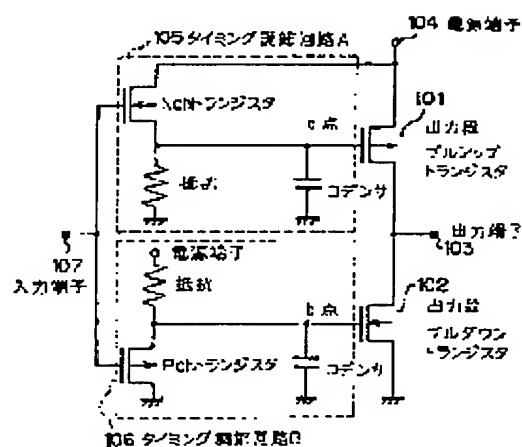 105 タイミング調節回路A
104 電源端子
Nchトランジスタ
抵抗
c点
コデンサ
101
出力段
プルアップ
トランジスタ
107
入力端子
出力端子
103
電源端子
抵抗
b点
102
出力段
プルダウン
トランジスタ
Pchトランジスタ
コデンサ
106 タイミング調節回路B